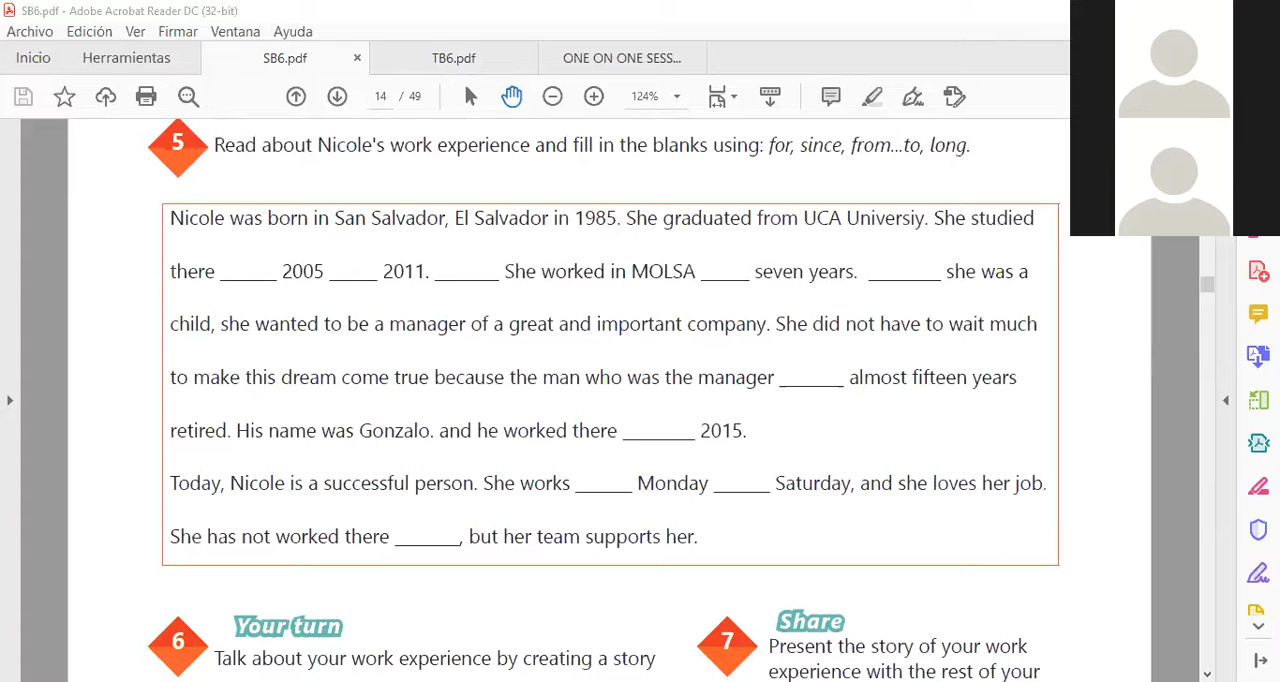 SB6.pdf - Adobe Acrobat Reader DC (32-bit)
Archivo Edición Ver Firmar Ventana Ayuda
Inicio Herramientas SB6.pdf × TB6.pdf ONE ON ONE SESS...
14 / 49 124%
5 Read about Nicole's work experience and fill in the blanks using: for, since, from...to, long.
Nicole was born in San Salvador, El Salvador in 1985. She graduated from UCA Universiy. She studied
there ______ 2005 _____ 2011. _______ She worked in MOLSA _____ seven years. ________ she was a
child, she wanted to be a manager of a great and important company. She did not have to wait much
to make this dream come true because the man who was the manager _______ almost fifteen years
retired. His name was Gonzalo. and he worked there ________ 2015.
Today, Nicole is a successful person. She works ______ Monday ______ Saturday, and she loves her job.
She has not worked there _______, but her team supports her.
6 Your turn
Talk about your work experience by creating a story
7 Share
Present the story of your work
experience with the rest of your